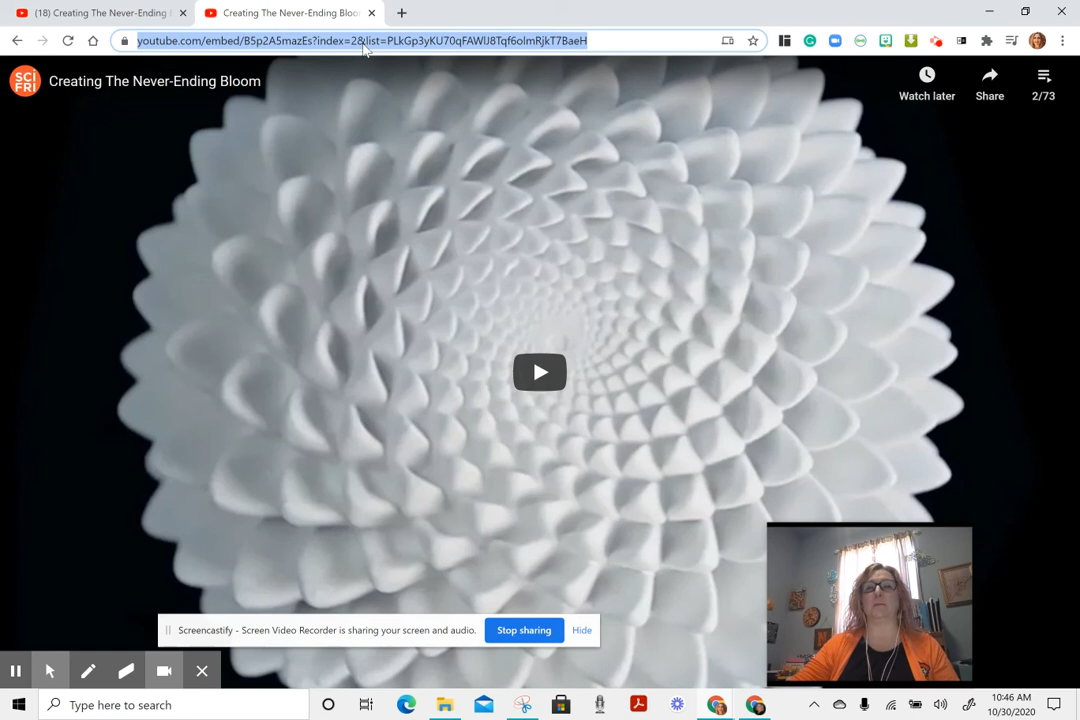 (18) Creating The Never-Ending B
Creating The Never-Ending Bloo
youtube.com/embed/B5p2A5mazEs?index=2&list=PLkGp3yKU70qFAWlJ8Tqf6olmRjkT7BaeH
SCI
FRI
Creating The Never-Ending Bloom
Watch later
Share
2/73
Screencastify - Screen Video Recorder is sharing your screen and audio.
Stop sharing
Hide
Type here to search
10:46 AM
10/30/2020